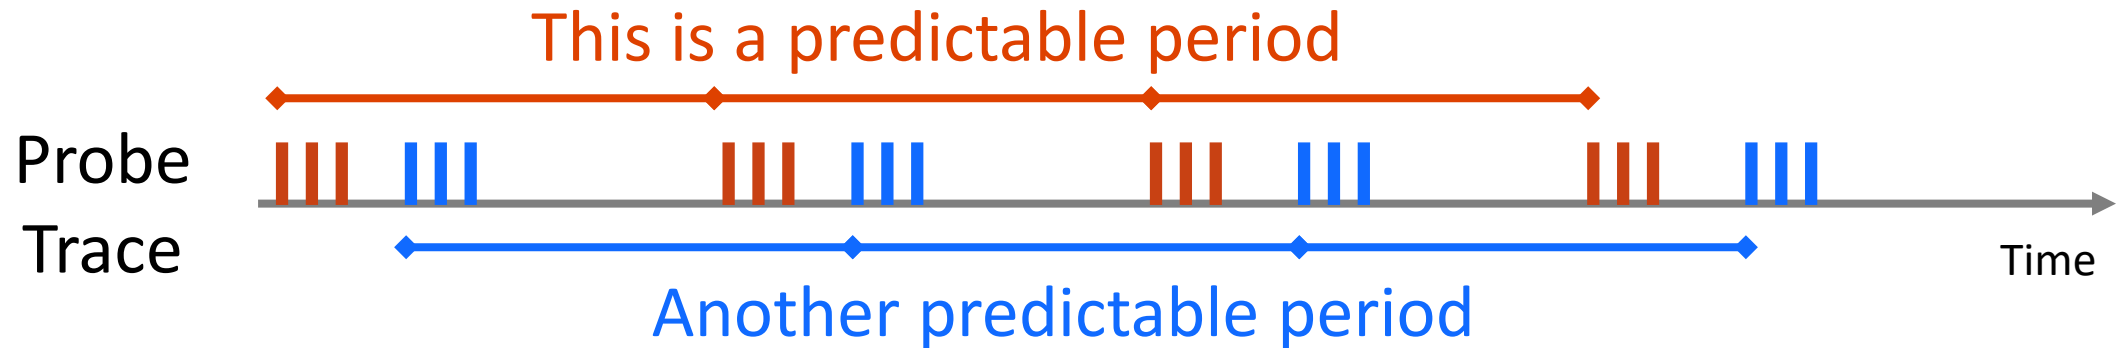 This is a predictable period
Probe
Trace
Time
Another predictable period